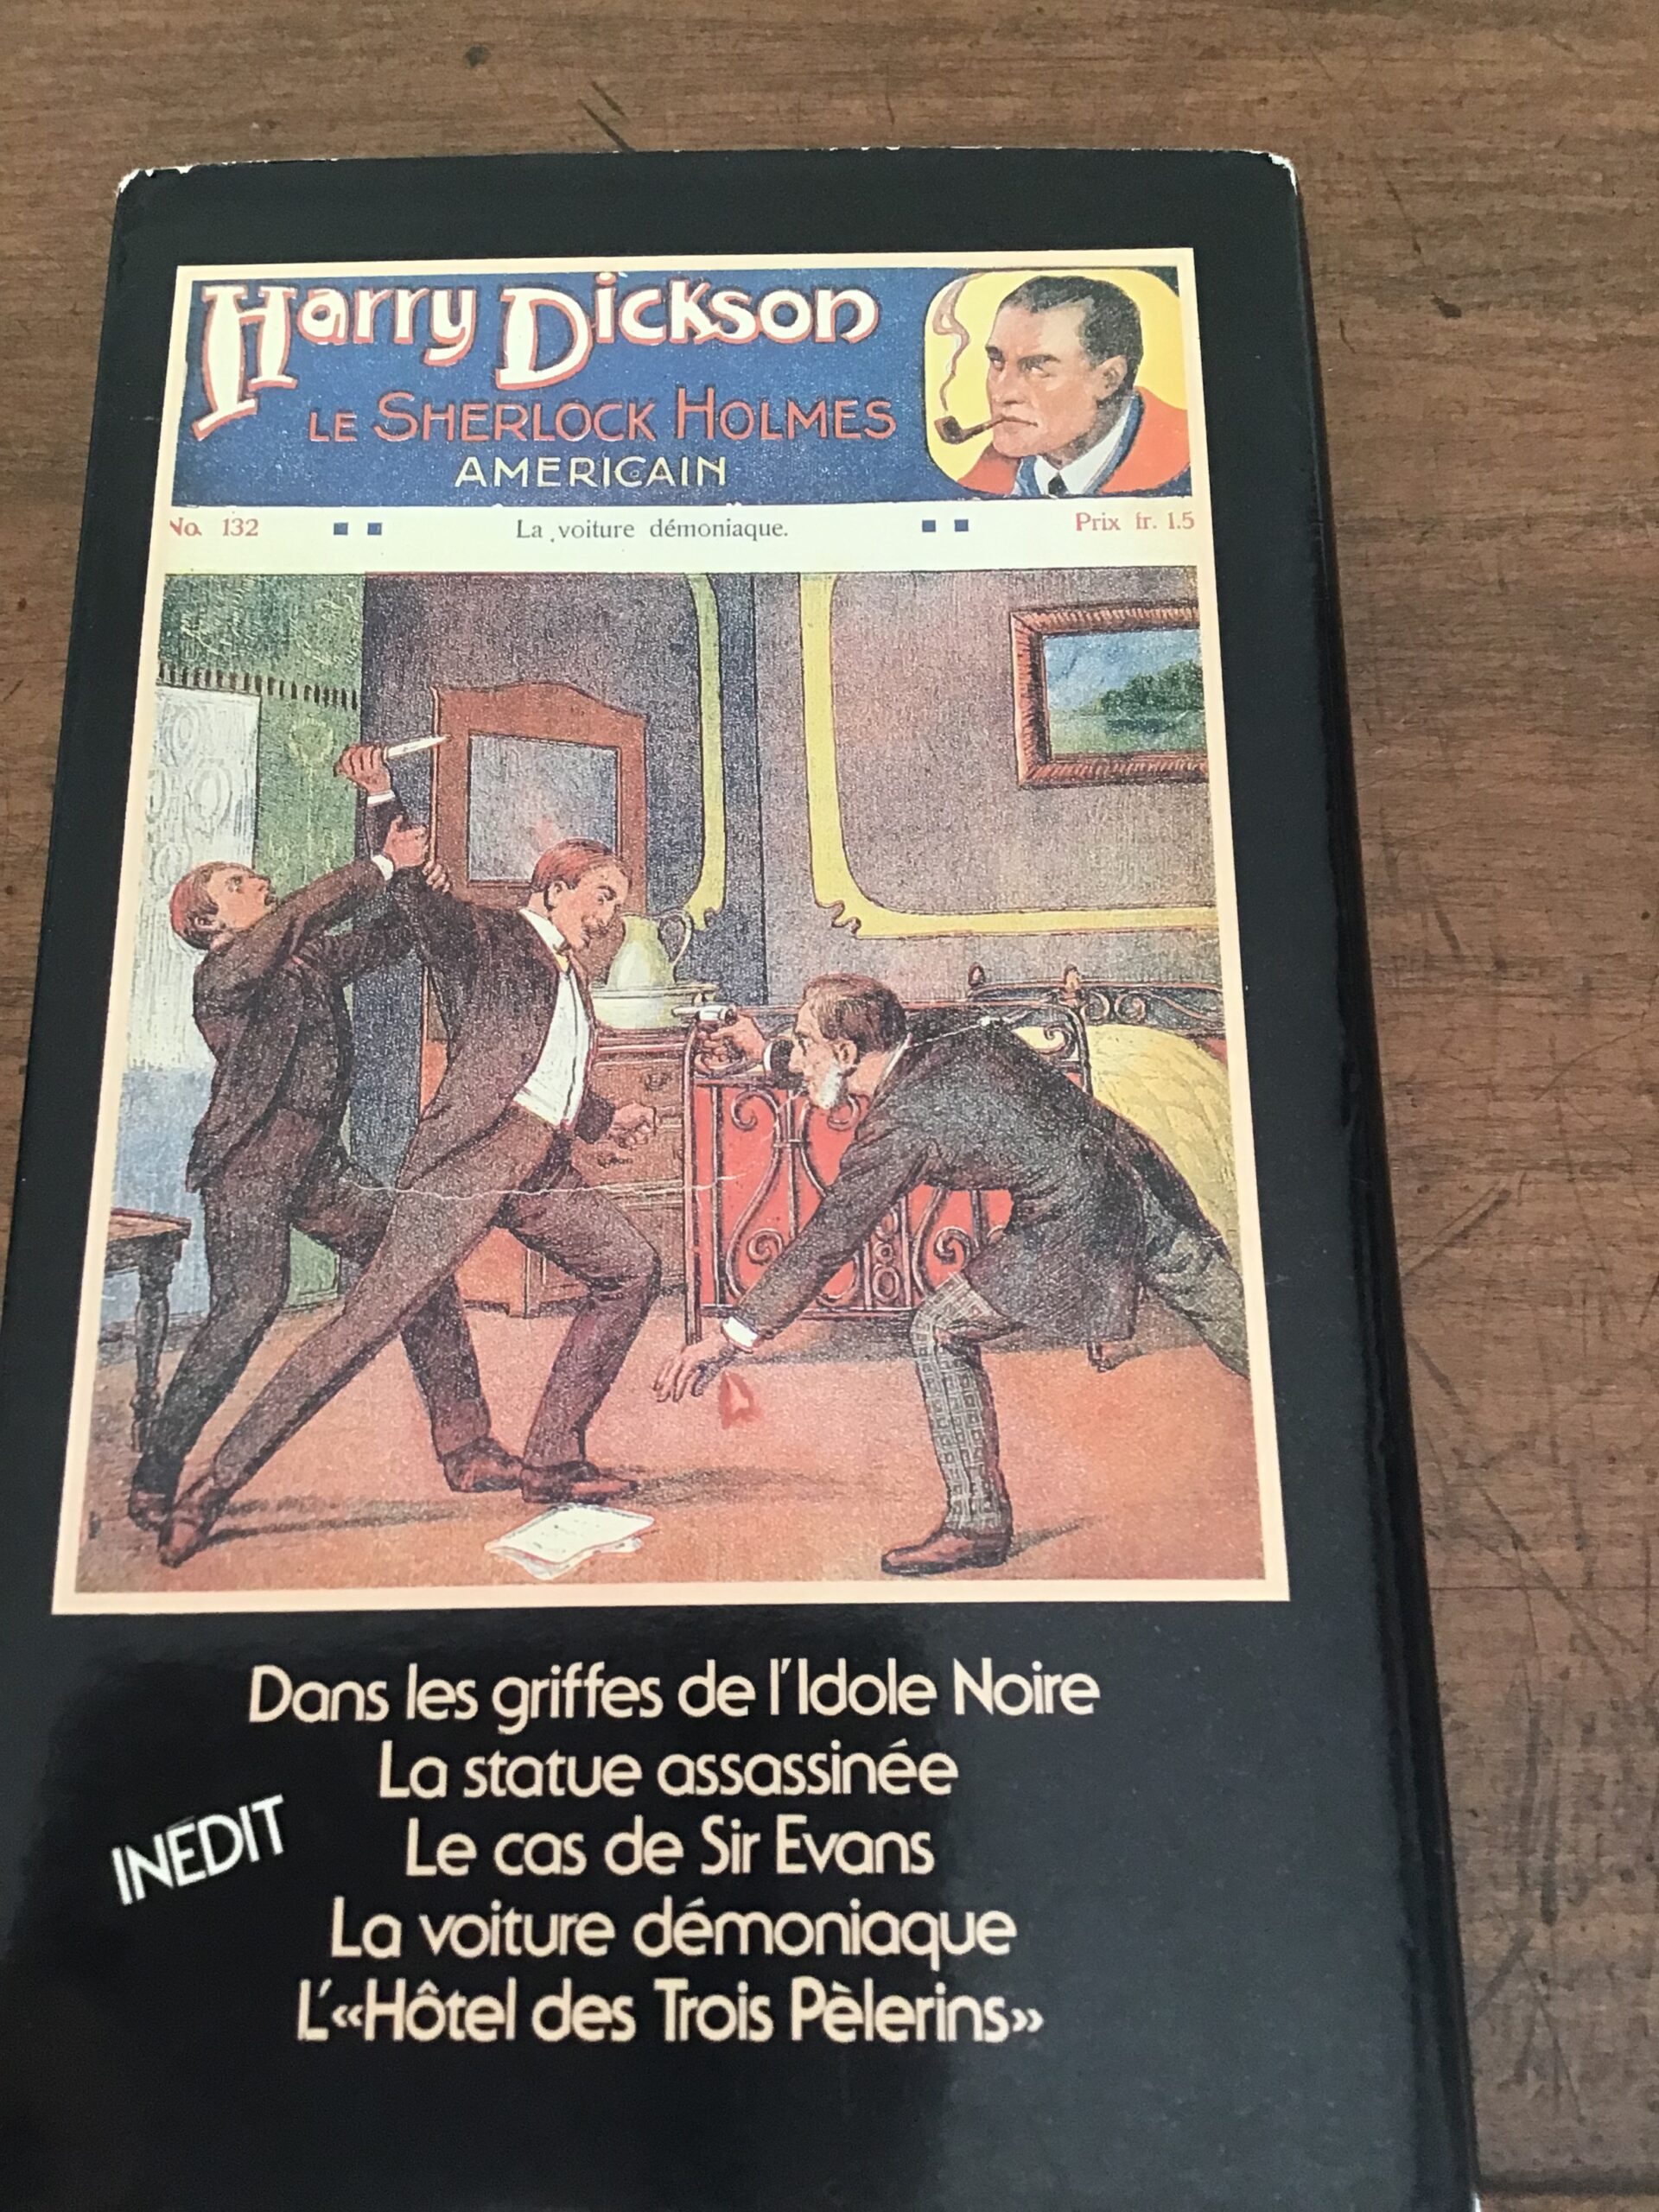 Harry Dickson
LE SHERLOCK HOLMES
AMERICAIN
No. 132 La voiture démoniaque. Prix fr. 1.5
Dans les griffes de l'Idole Noire
La statue assassinée
INÉDIT Le cas de Sir Evans
La voiture démoniaque
L'«Hôtel des Trois Pèlerins»